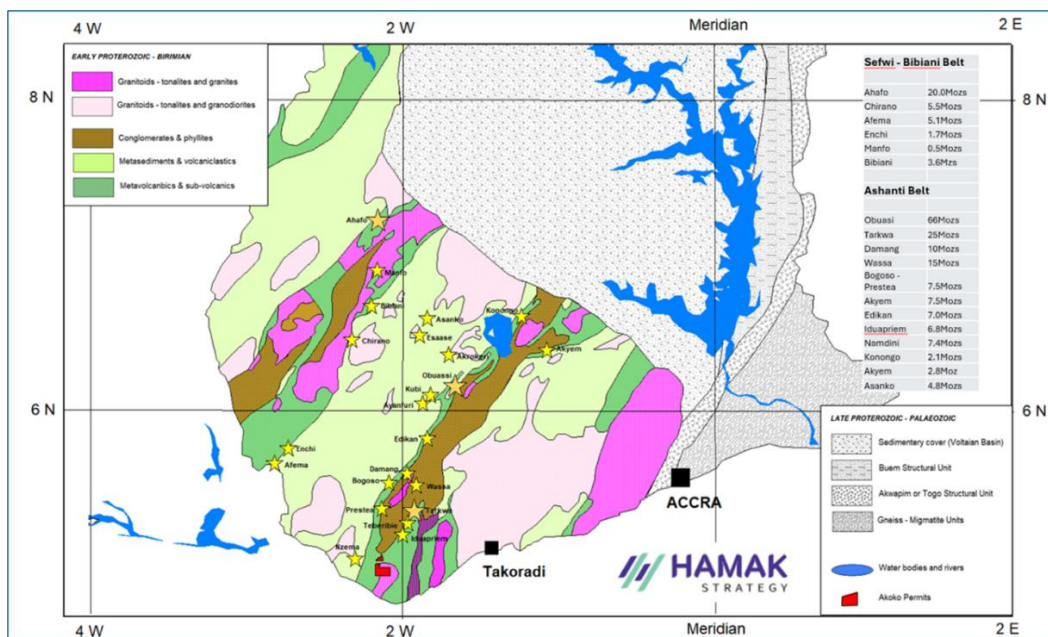 4 W
2 W
Meridian
2 E
EARLY PROTEROZOIC - BIRIMIAN
Granitoids - tonalites and granites
Granitoids - tonalites and granodiorites
Conglomerates & phyllites
Metasediments & volcaniclastics
Metavolcanbics & sub-volcanics
8 N
8 N
Sefwi - Bibiani Belt
Ahafo 20.0Mozs
Chirano 5.5Mozs
Afema 5.1Mozs
Enchi 1.7Mozs
Manfo 0.5Mozs
Bibiani 3.6Mzs
Ashanti Belt
Obuasi 66Mozs
Tarkwa 25Mozs
Damang 10Mozs
Wassa 15Mozs
Bogoso -
Prestea 7.5Mozs
Akyem 7.5Mozs
Edikan 7.0Mozs
Iduapriem 6.8Mozs
Namdini 7.4Mozs
Konongo 2.1Mozs
Akyem 2.8Moz
Asanko 4.8Mozs
Ahafo
Manfo
Bibiani
Konongo
Asanko
Esaase
Chirano
Akyem
Akrokerri
Obuassi
Kubi
Ayanfuri
6 N
6 N
Edikan
Enchi
Afema
Damang
Bogoso
Wassa
Prestea
Tarkwa
Teberibie
Iduapriem
Nzema
ACCRA
Takoradi
HAMAK
STRATEGY
LATE PROTEROZOIC - PALAEOZOIC
Sedimentary cover (Voltaian Basin)
Buem Structural Unit
Akwapim or Togo Structural Unit
Gneiss - Migmatite Units
Water bodies and rivers
Akoko Permits
4 W
2 W
Meridian
2 E